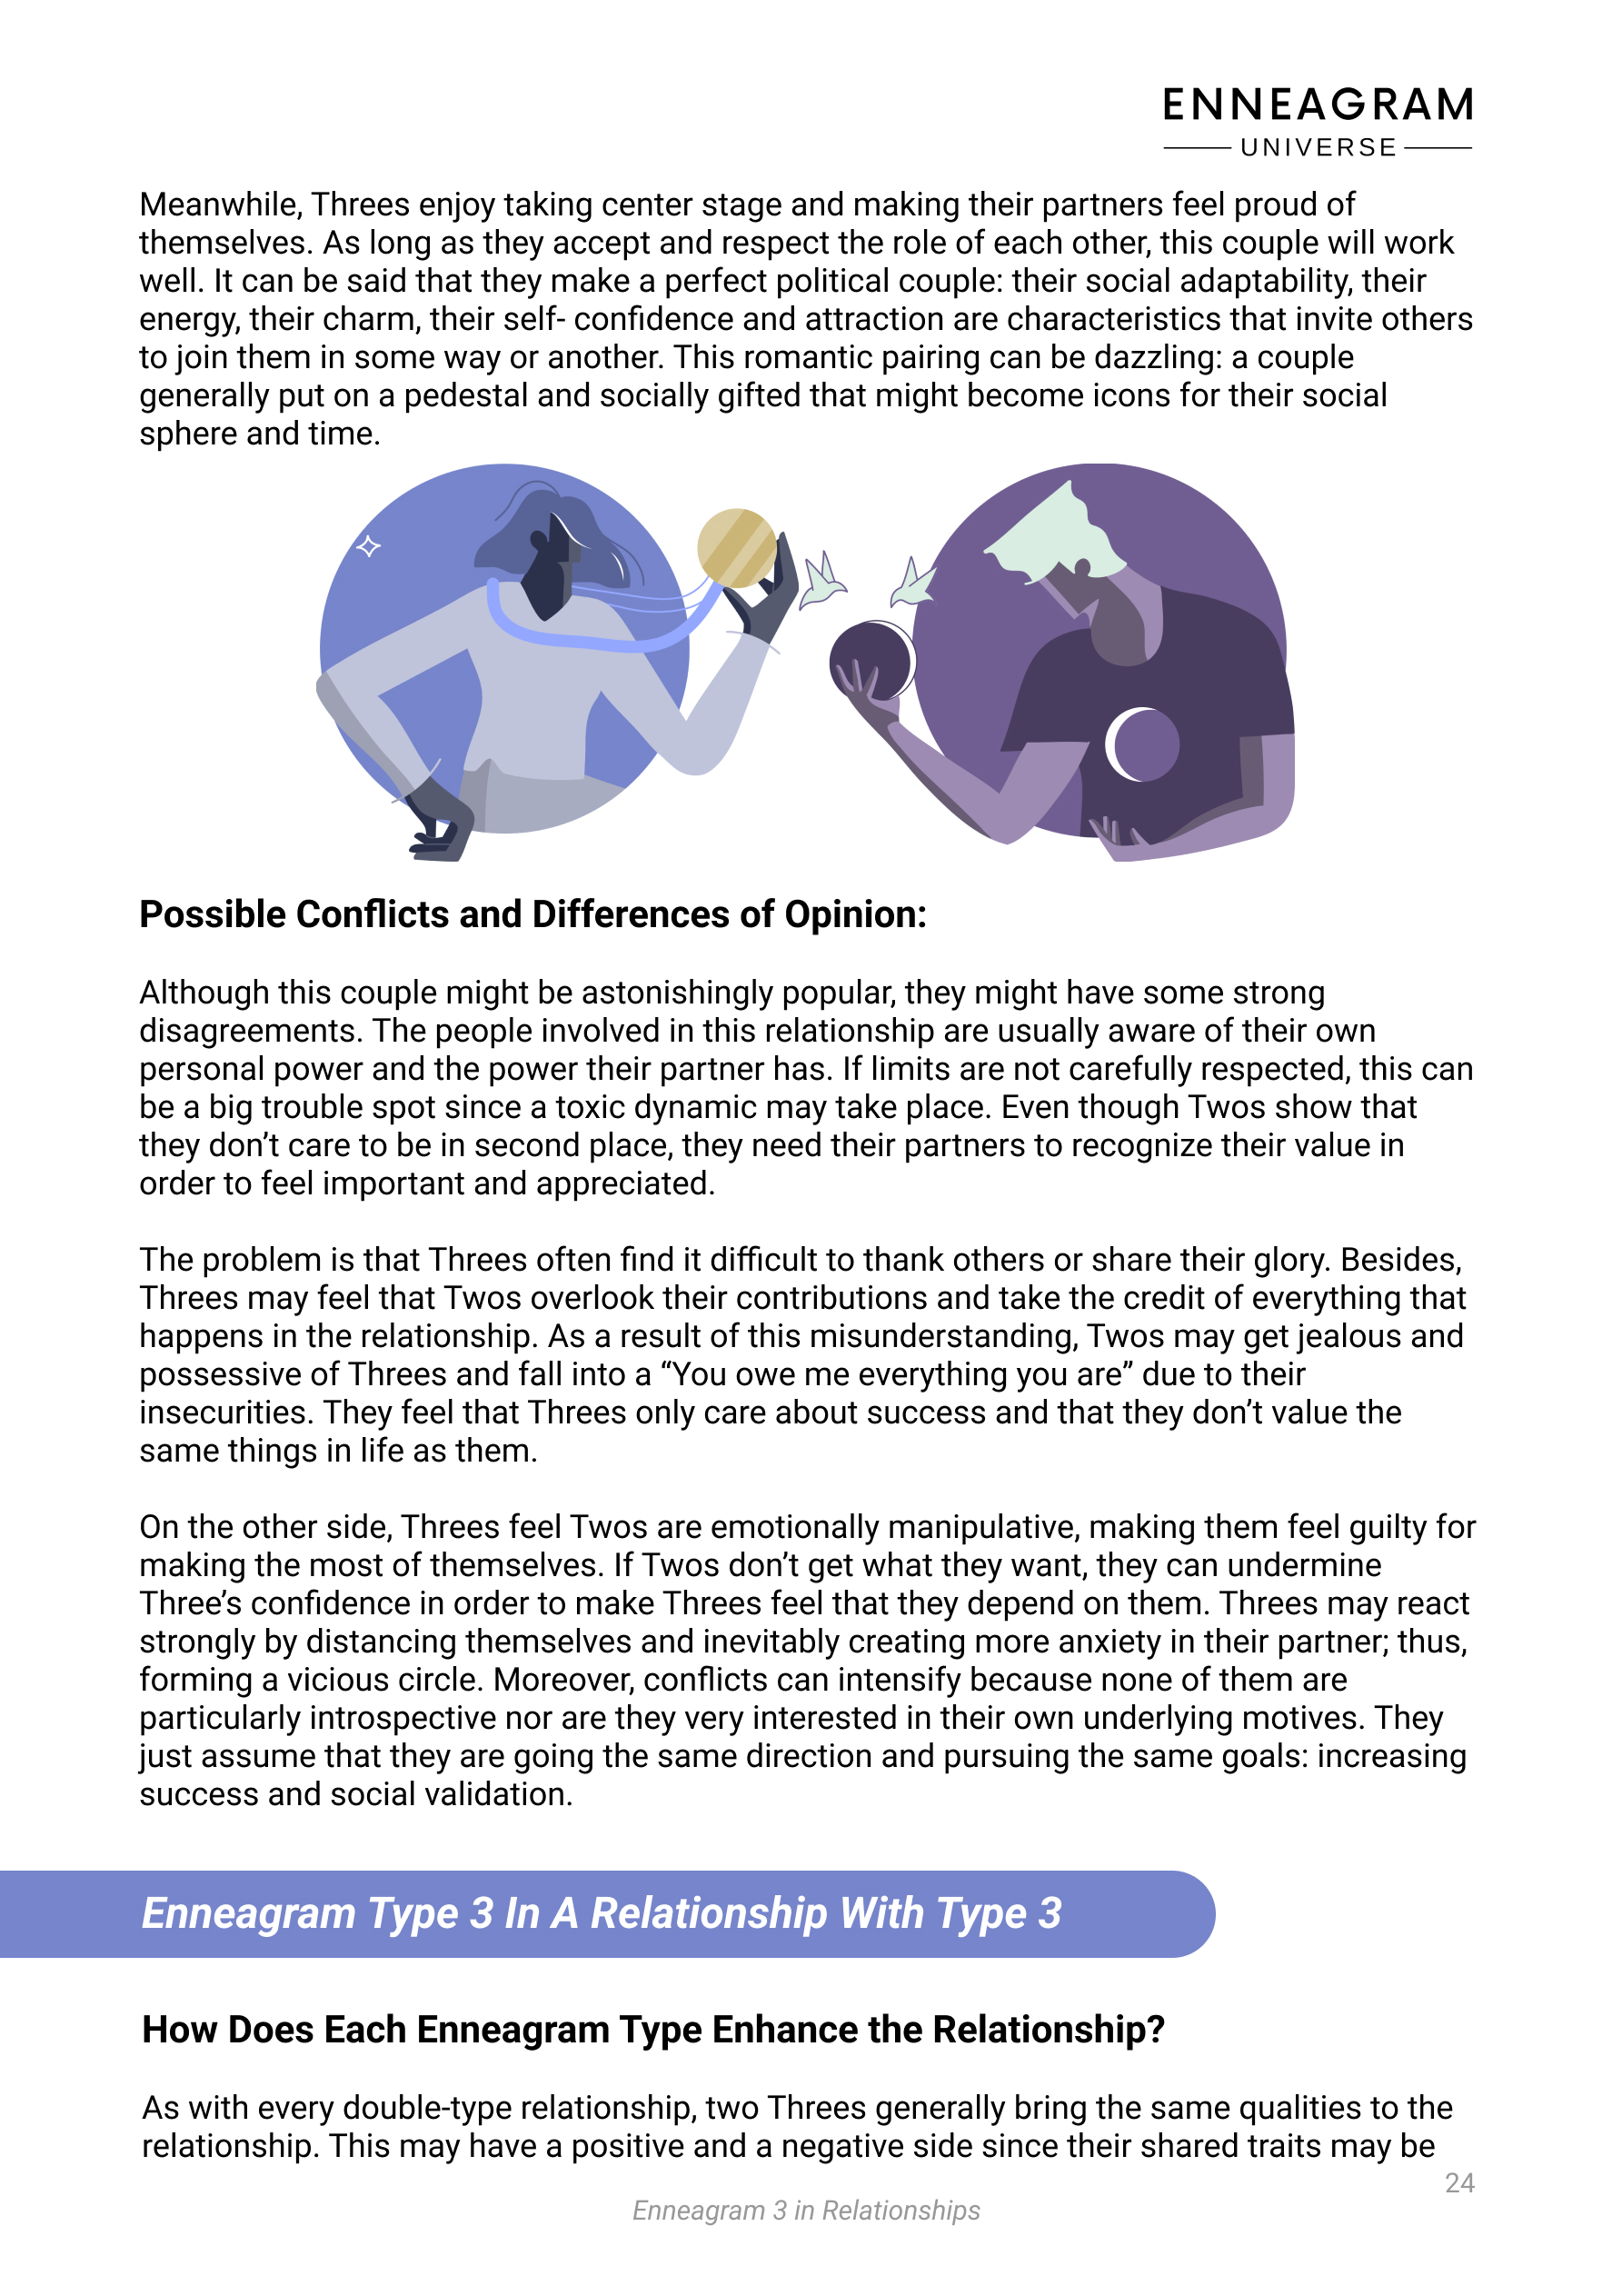 ENNEAGRAM
UNIVERSE
Meanwhile, Threes enjoy taking center stage and making their partners feel proud of
themselves. As long as they accept and respect the role of each other, this couple will work
well. It can be said that they make a perfect political couple: their social adaptability, their
energy, their charm, their self- confidence and attraction are characteristics that invite others
to join them in some way or another. This romantic pairing can be dazzling: a couple
generally put on a pedestal and socially gifted that might become icons for their social
sphere and time.
Possible Conflicts and Differences of Opinion:
Although this couple might be astonishingly popular, they might have some strong
disagreements. The people involved in this relationship are usually aware of their own
personal power and the power their partner has. If limits are not carefully respected, this can
be a big trouble spot since a toxic dynamic may take place. Even though Twos show that
they don’t care to be in second place, they need their partners to recognize their value in
order to feel important and appreciated.
The problem is that Threes often find it difficult to thank others or share their glory. Besides,
Threes may feel that Twos overlook their contributions and take the credit of everything that
happens in the relationship. As a result of this misunderstanding, Twos may get jealous and
possessive of Threes and fall into a “You owe me everything you are” due to their
insecurities. They feel that Threes only care about success and that they don’t value the
same things in life as them.
On the other side, Threes feel Twos are emotionally manipulative, making them feel guilty for
making the most of themselves. If Twos don’t get what they want, they can undermine
Three’s confidence in order to make Threes feel that they depend on them. Threes may react
strongly by distancing themselves and inevitably creating more anxiety in their partner; thus,
forming a vicious circle. Moreover, conflicts can intensify because none of them are
particularly introspective nor are they very interested in their own underlying motives. They
just assume that they are going the same direction and pursuing the same goals: increasing
success and social validation.
Enneagram Type 3 In A Relationship With Type 3
How Does Each Enneagram Type Enhance the Relationship?
As with every double-type relationship, two Threes generally bring the same qualities to the
relationship. This may have a positive and a negative side since their shared traits may be
24
Enneagram 3 in Relationships